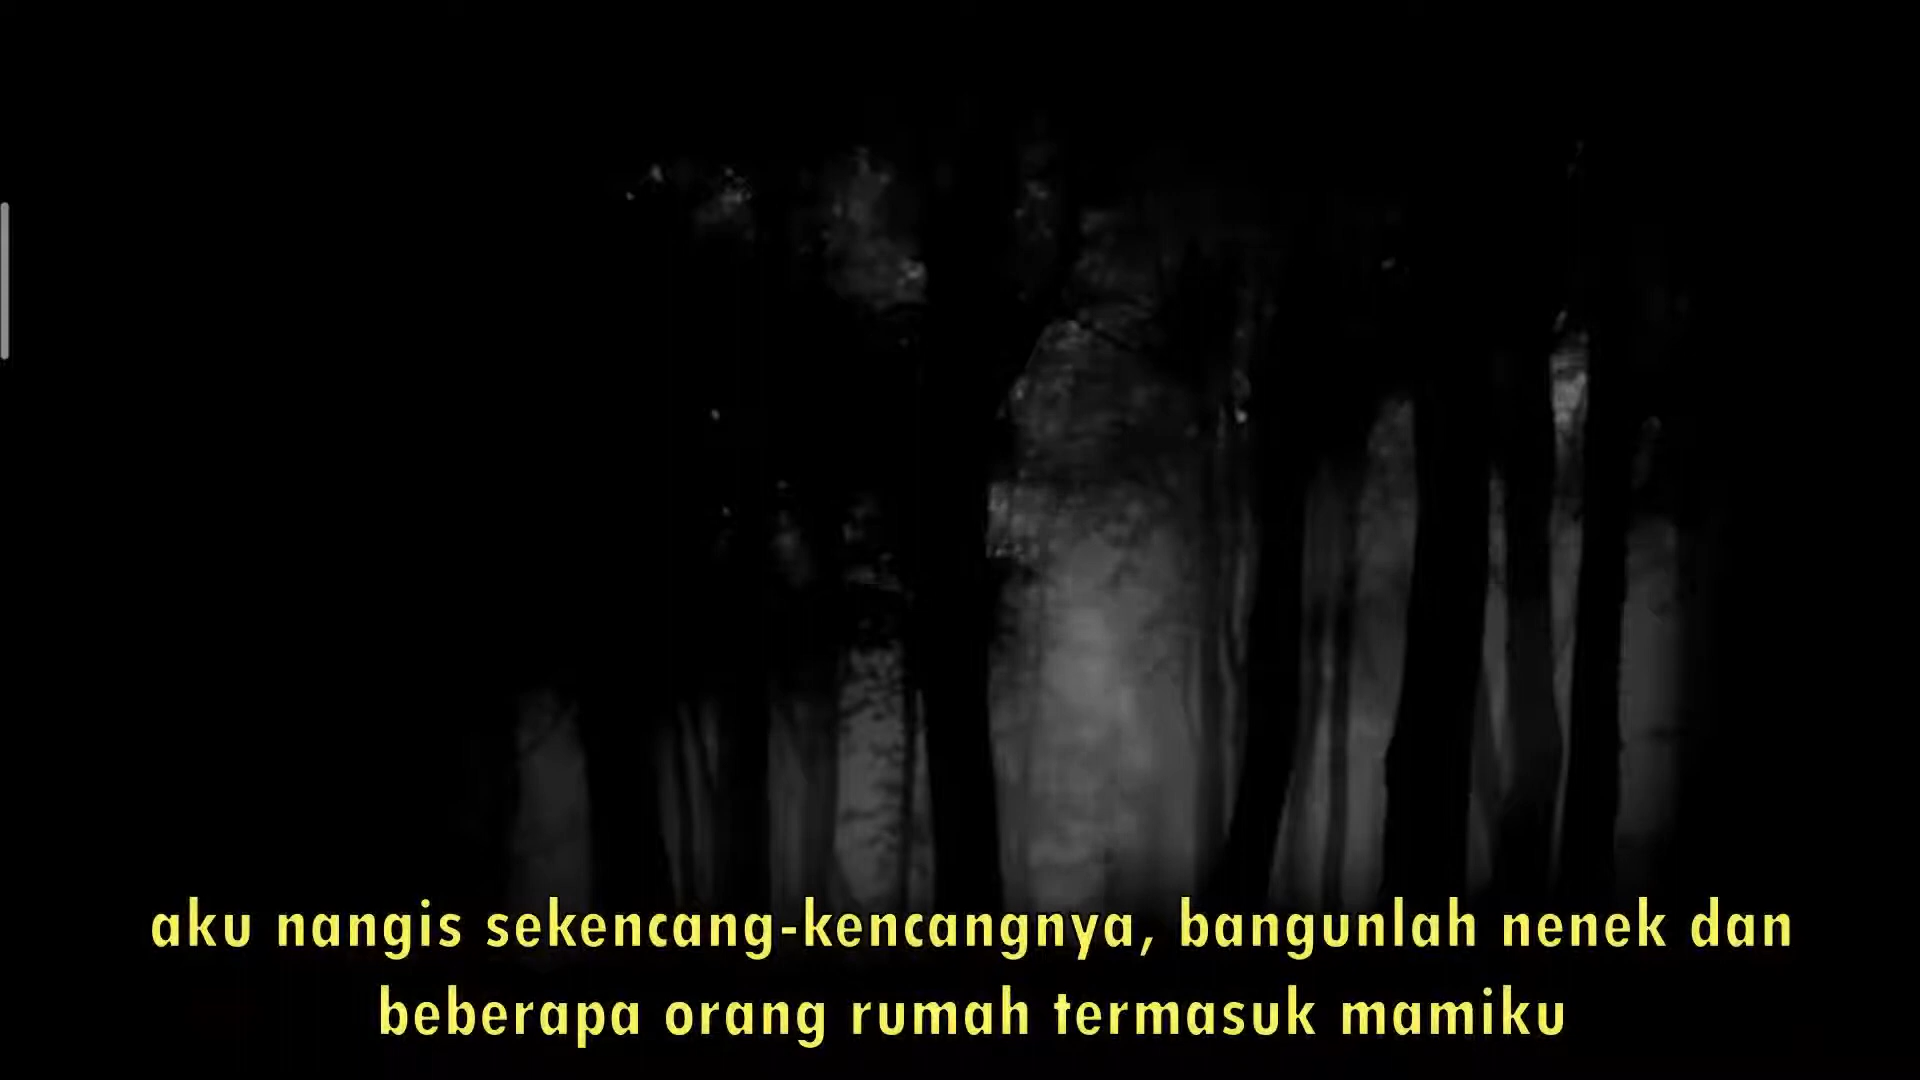 aku nangis sekencang-kencangnya, bangunlah nenek dan
beberapa orang rumah termasuk mamiku